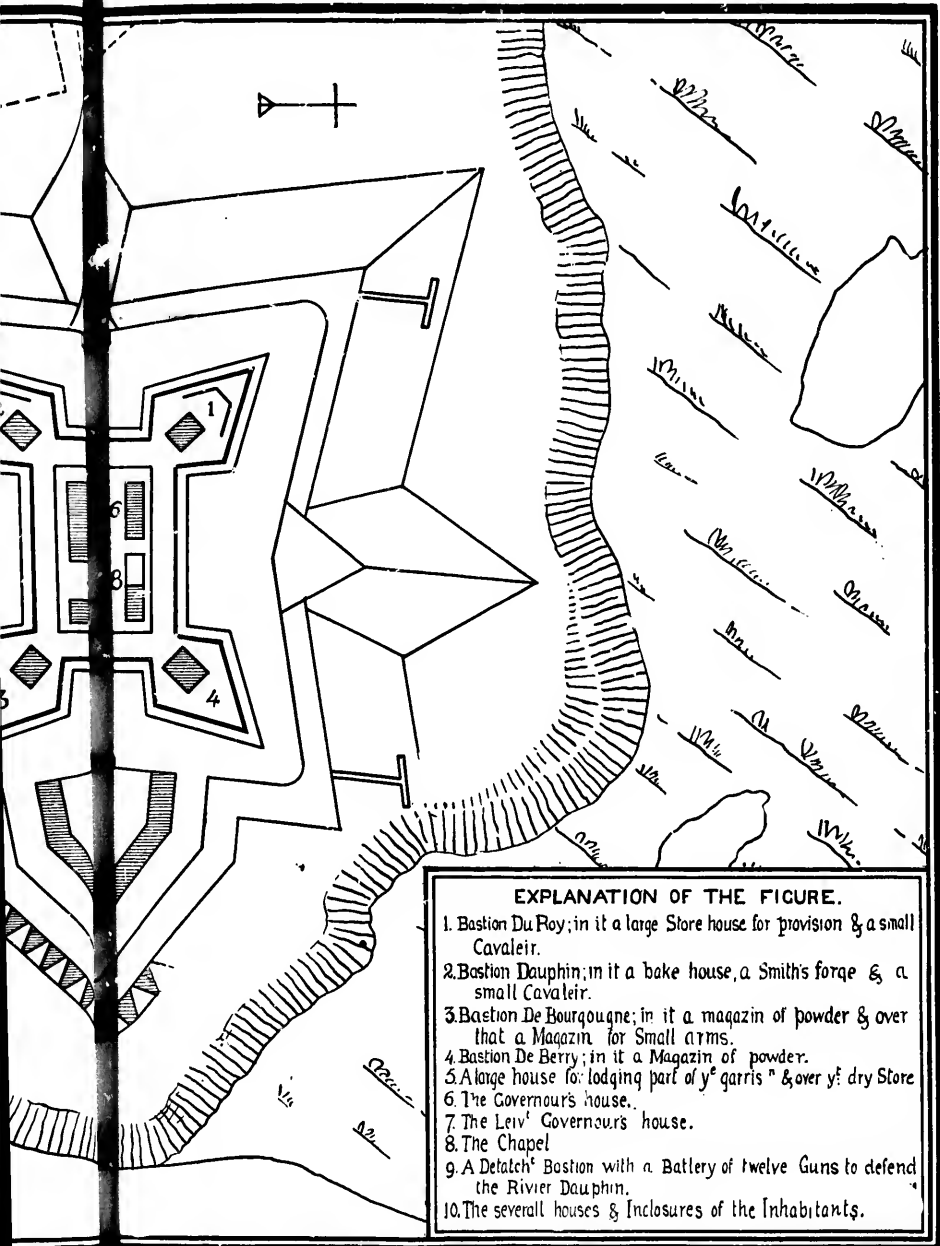 1
6
8
3
4
EXPLANATION OF THE FIGURE.
1. Bastion Du Roy; in it a large Store house for provision & a small
Cavaleir.
2. Bastion Dauphin; in it a bake house, a Smith's forge & a
small Cavaleir.
3. Bastion De Bourgougne; in it a magazin of powder & over
that a Magazin for Small arms.
4. Bastion De Berry; in it a Magazin of powder.
5. A large house for lodging part of yᵉ garrisⁿ & over yᵉ dry Store
6. The Governour's house.
7. The Leivᵗ Governour's house.
8. The Chapel
9. A Detatchᵗ Bastion with a Battery of twelve Guns to defend
the Rivier Dauphin.
10. The severall houses & Inclosures of the Inhabitants.